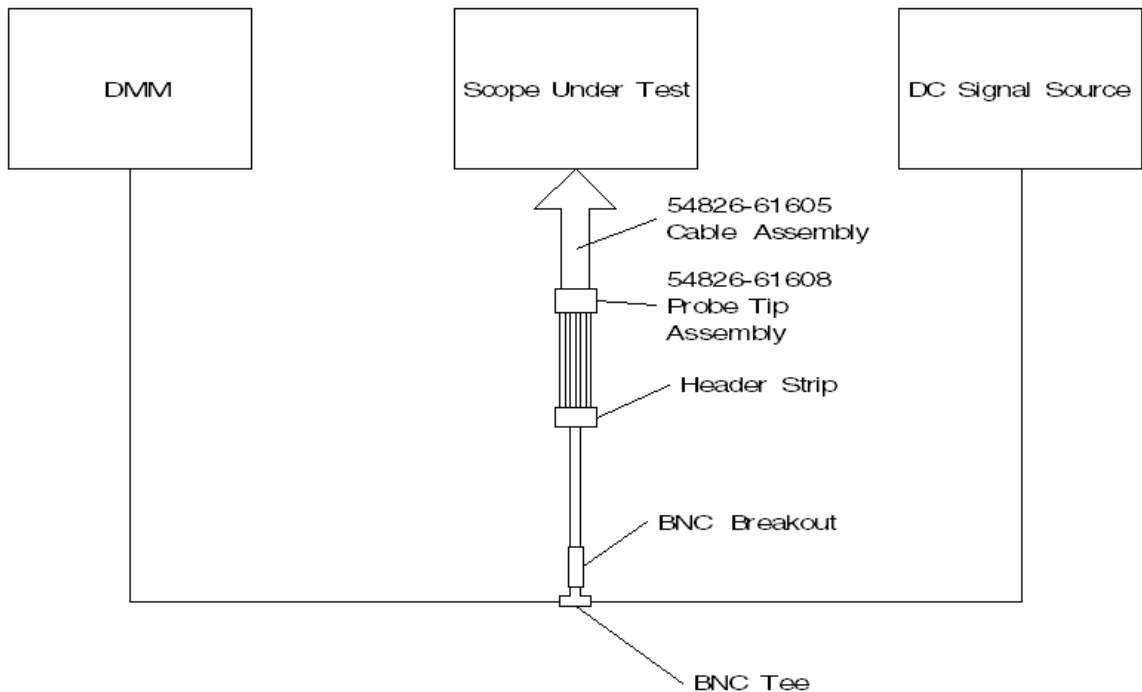 DMM
Scope Under Test
DC Signal Source
54826-61605
Cable Assembly
54826-61608
Probe Tip
Assembly
Header Strip
BNC Breakout
BNC Tee